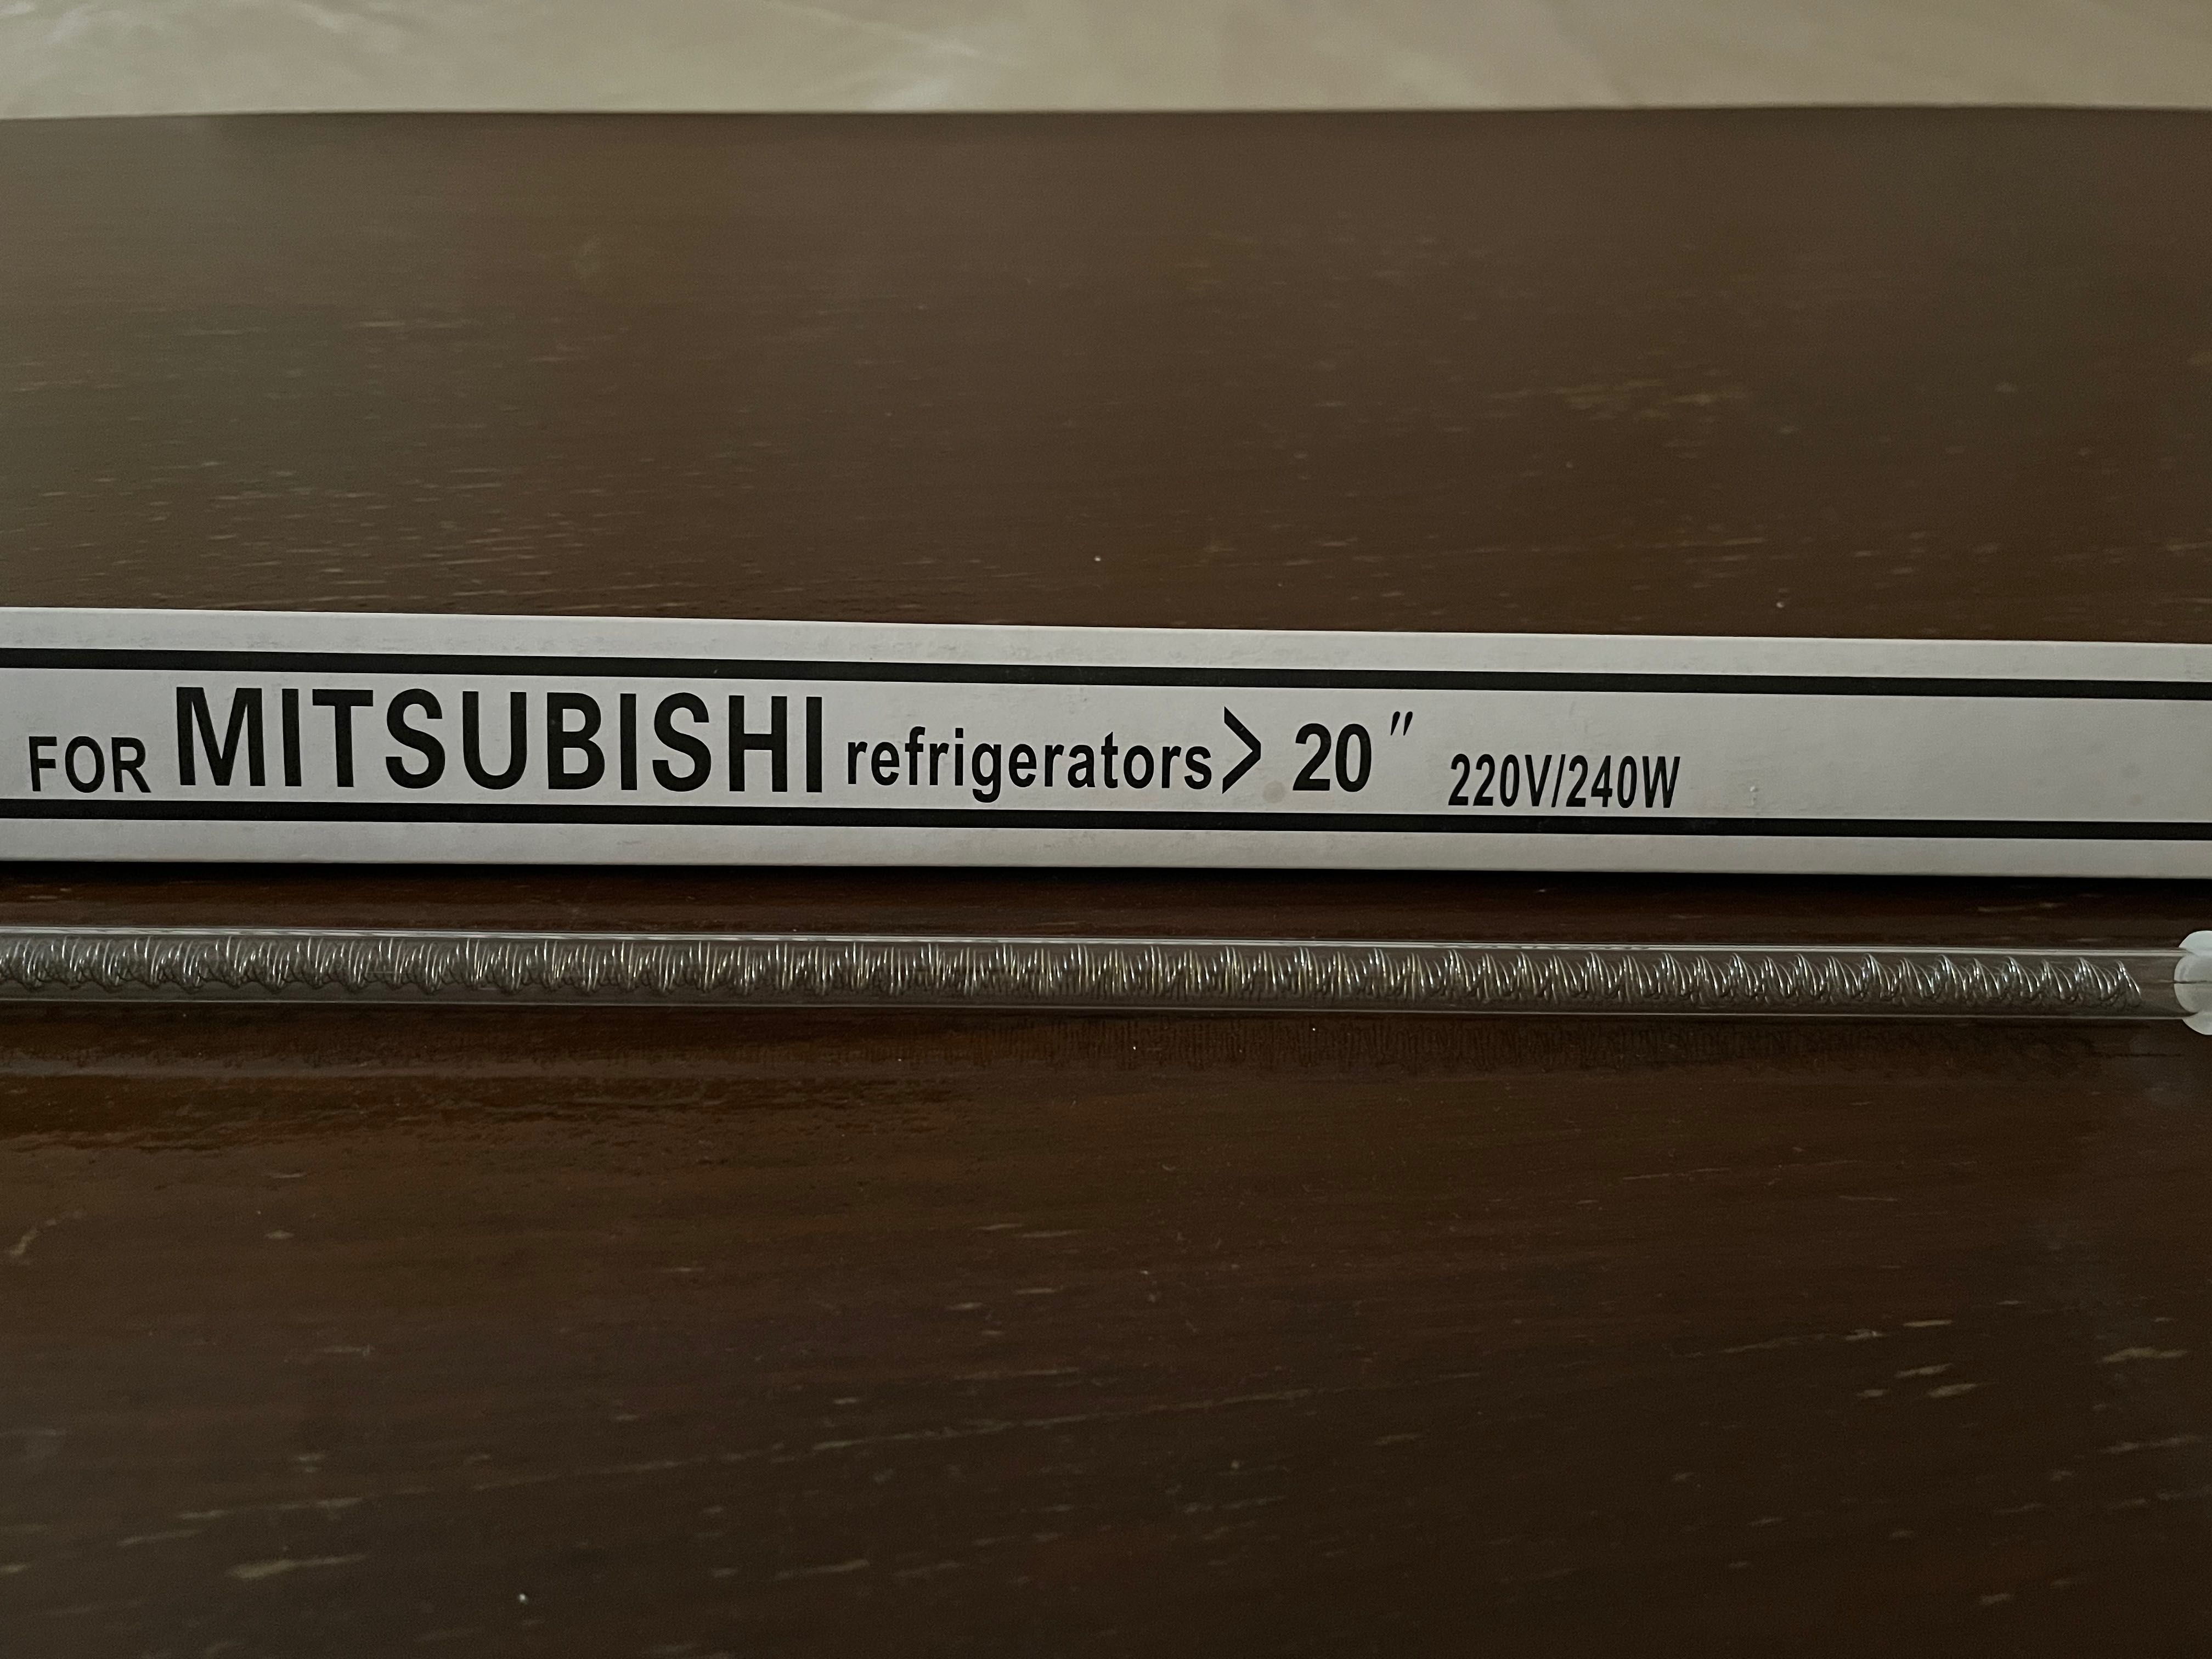 FOR MITSUBISHI refrigerators> 20" 220V/240W